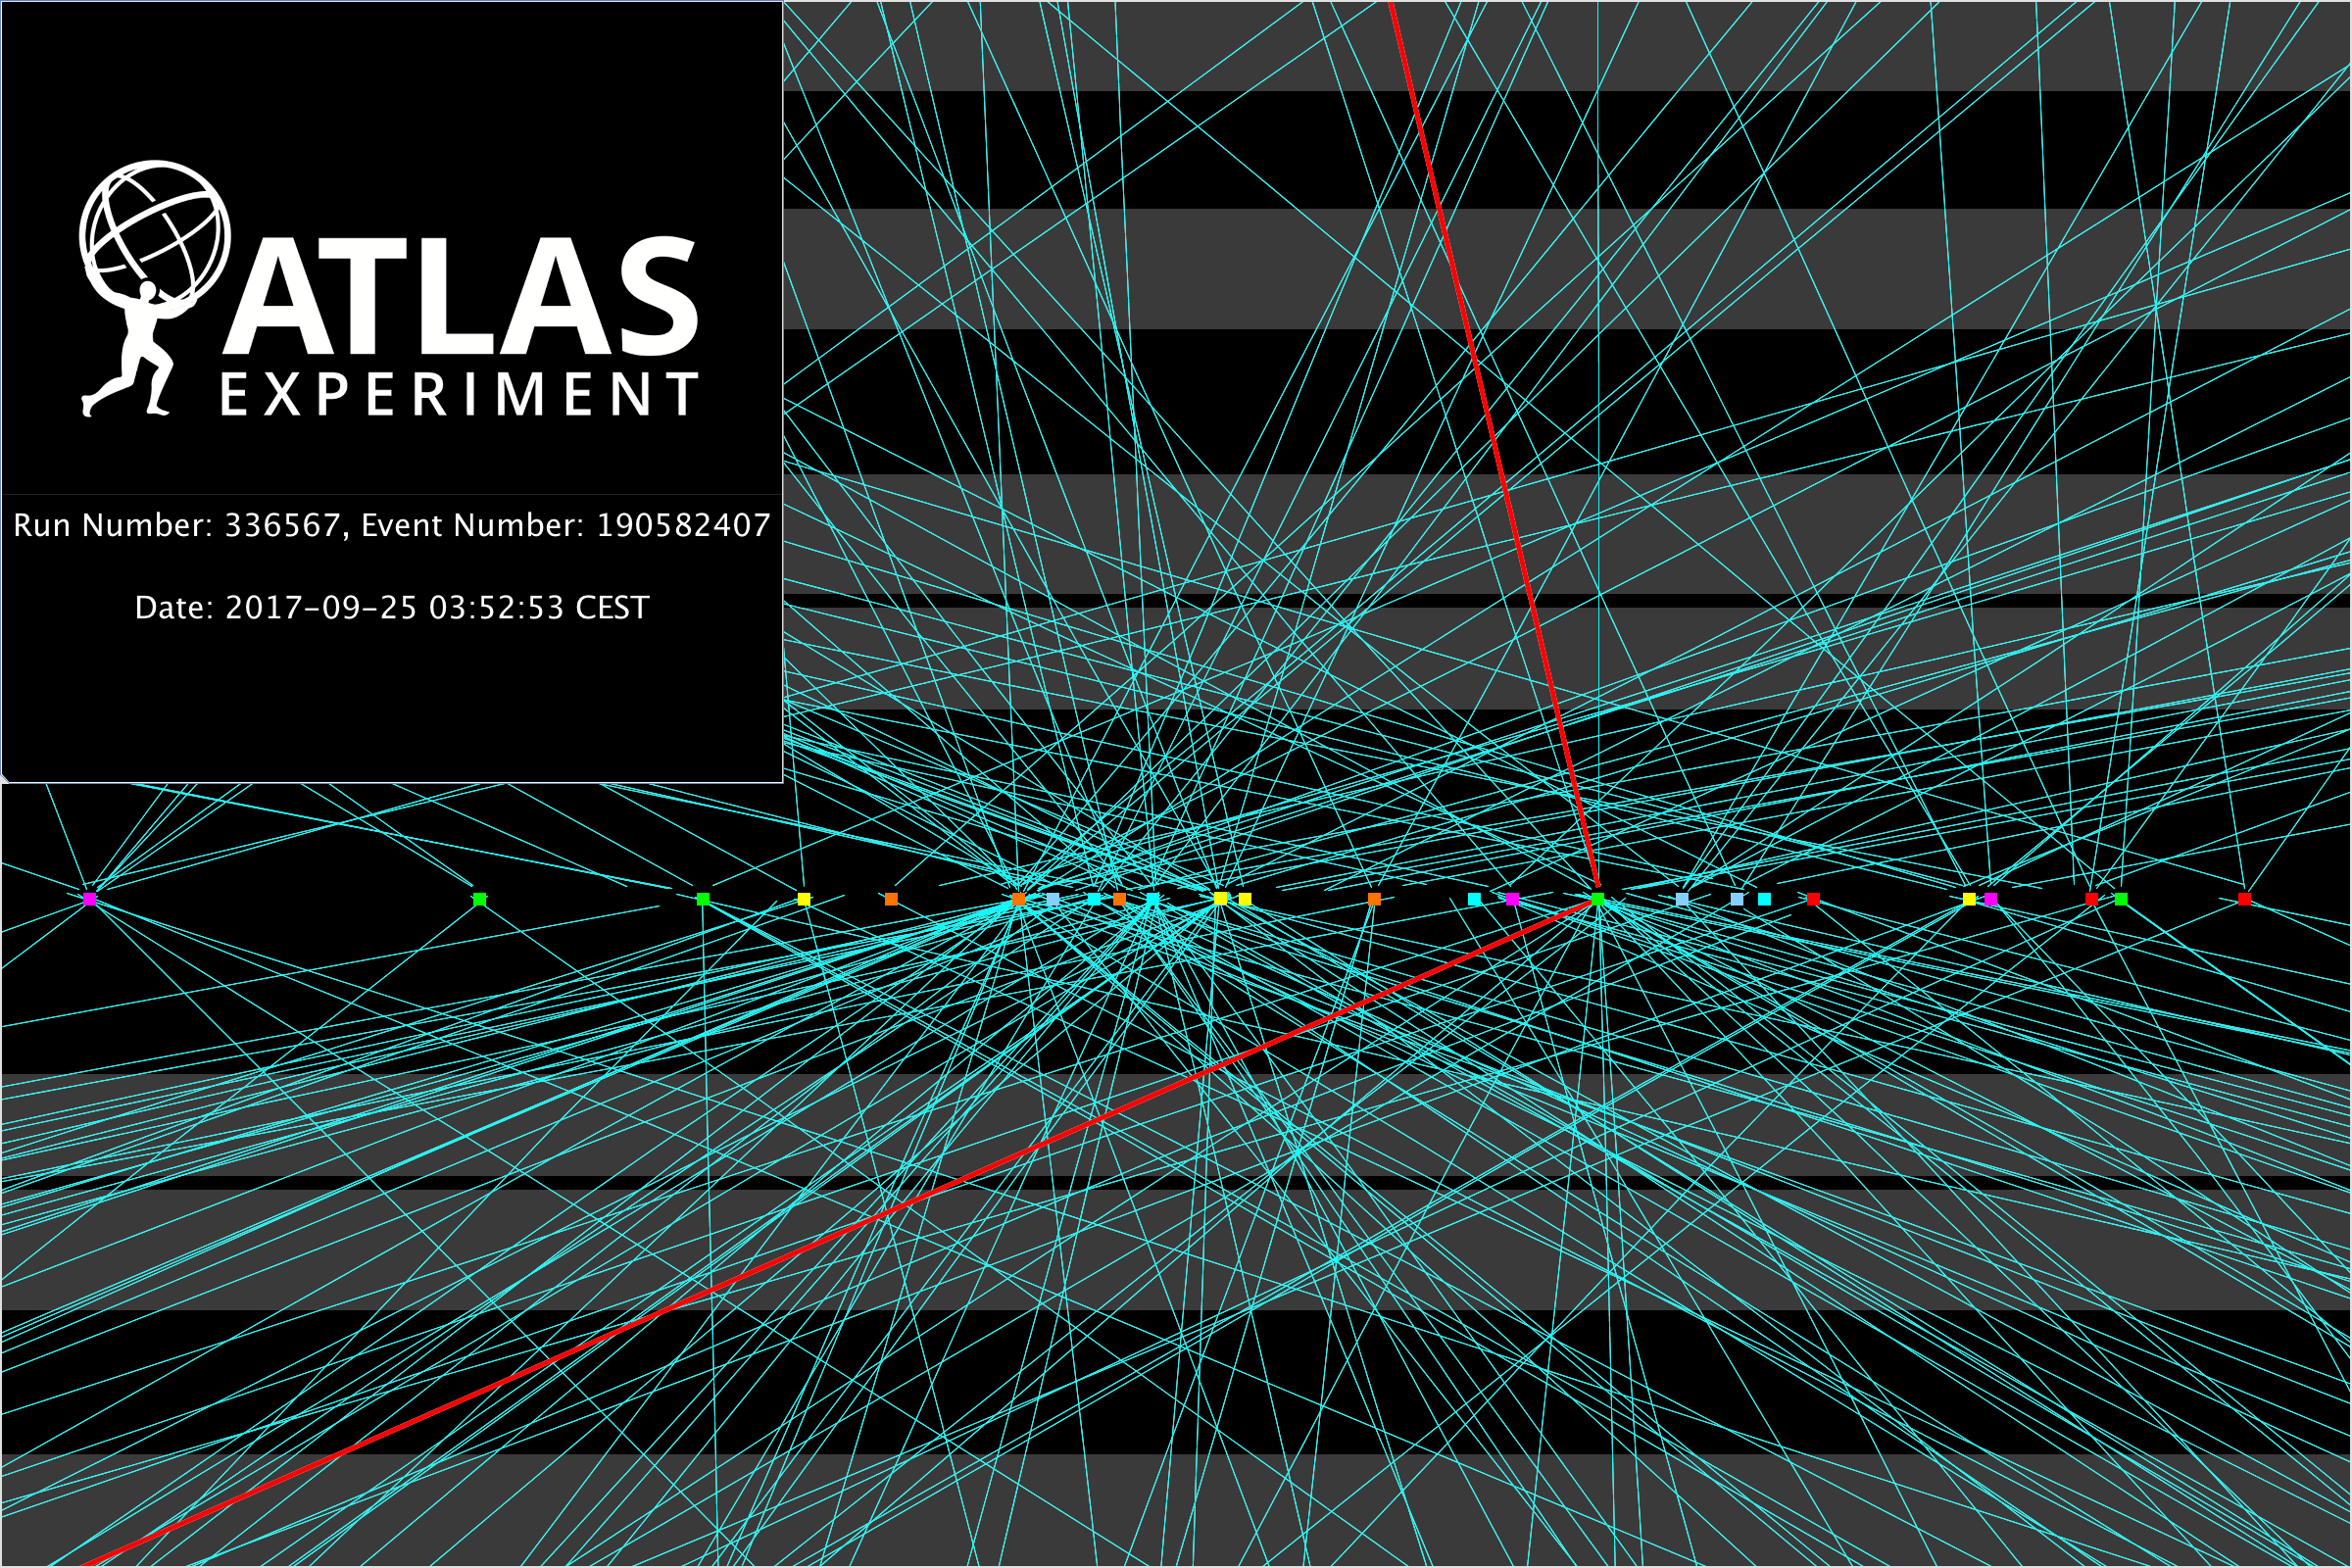 ATLAS
EXPERIMENT
Run Number: 336567, Event Number: 190582407
Date: 2017-09-25 03:52:53 CEST